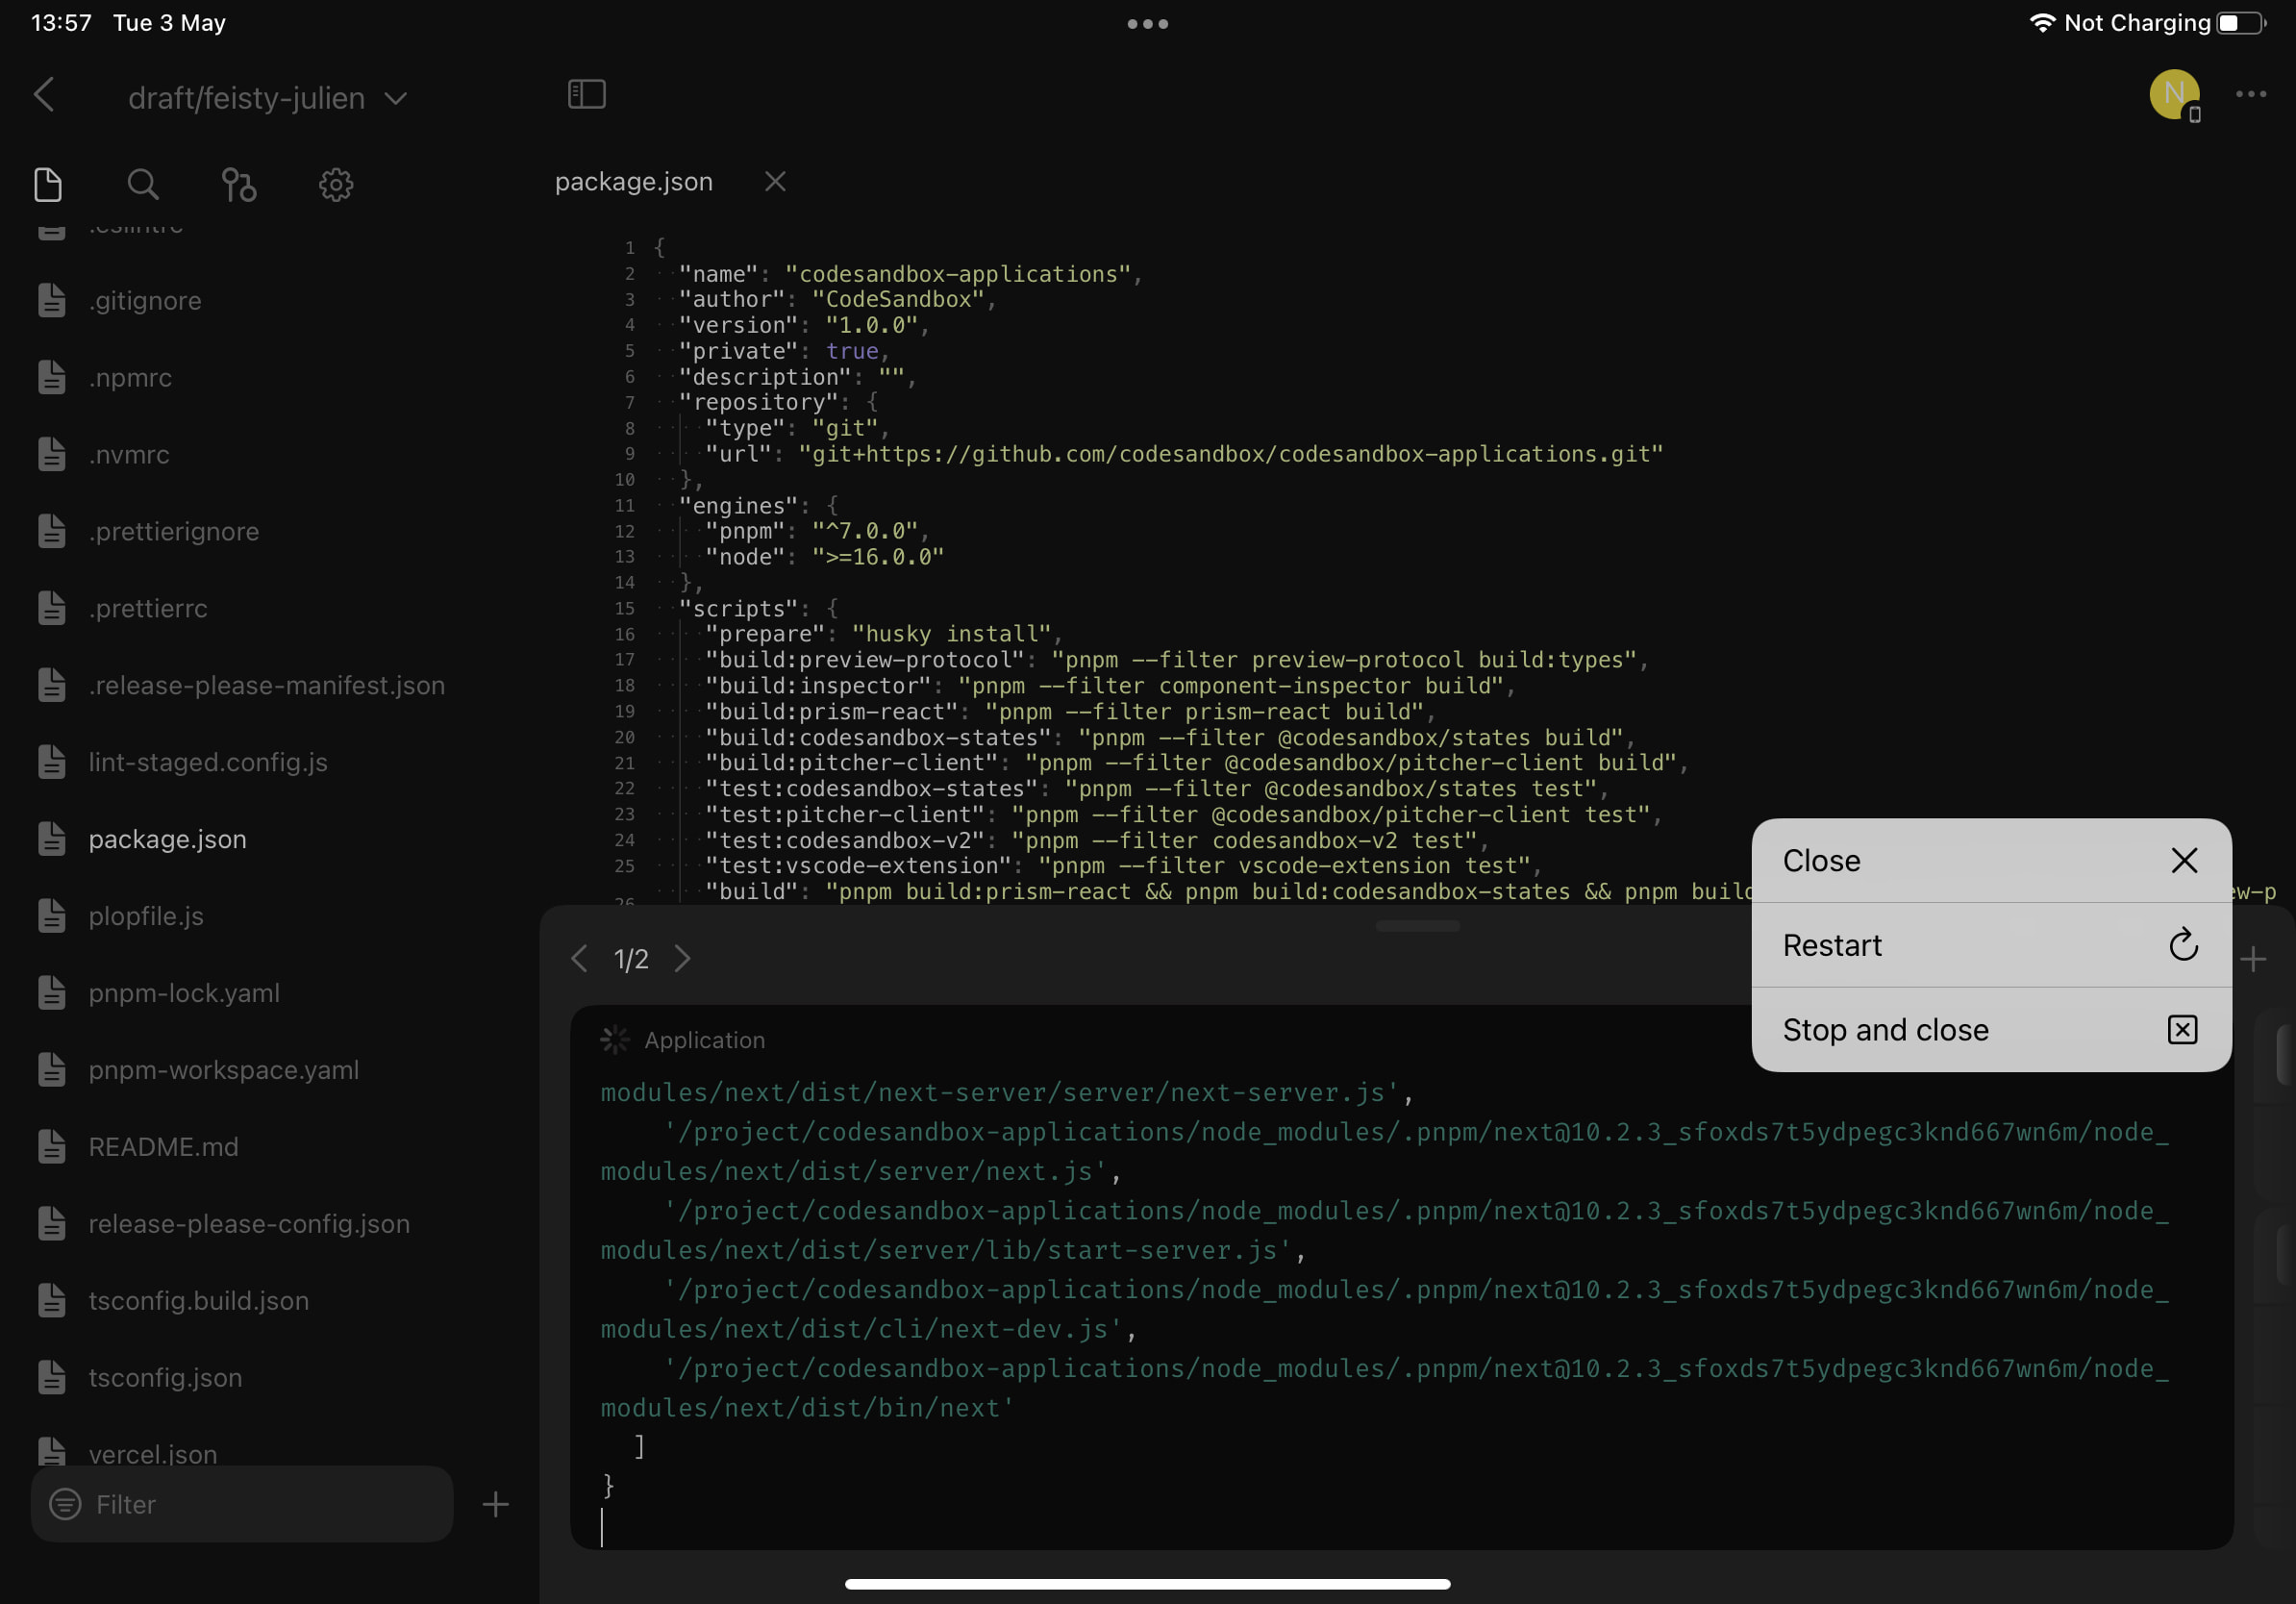 13:57 Tue 3 May
Not Charging
draft/feisty-julien
N
package.json
.eslintrc
.gitignore
.npmrc
.nvmrc
.prettierignore
.prettierrc
.release-please-manifest.json
lint-staged.config.js
package.json
plopfile.js
pnpm-lock.yaml
pnpm-workspace.yaml
README.md
release-please-config.json
tsconfig.build.json
tsconfig.json
vercel.json
Filter
1 {
2 "name": "codesandbox-applications",
3 "author": "CodeSandbox",
4 "version": "1.0.0",
5 "private": true,
6 "description": "",
7 "repository": {
8 "type": "git",
9 "url": "git+https://github.com/codesandbox/codesandbox-applications.git"
10 },
11 "engines": {
12 "pnpm": "^7.0.0",
13 "node": ">=16.0.0"
14 },
15 "scripts": {
16 "prepare": "husky install",
17 "build:preview-protocol": "pnpm --filter preview-protocol build:types",
18 "build:inspector": "pnpm --filter component-inspector build",
19 "build:prism-react": "pnpm --filter prism-react build",
20 "build:codesandbox-states": "pnpm --filter @codesandbox/states build",
21 "build:pitcher-client": "pnpm --filter @codesandbox/pitcher-client build",
22 "test:codesandbox-states": "pnpm --filter @codesandbox/states test",
23 "test:pitcher-client": "pnpm --filter @codesandbox/pitcher-client test",
24 "test:codesandbox-v2": "pnpm --filter codesandbox-v2 test",
25 "test:vscode-extension": "pnpm --filter vscode-extension test",
26 "build": "pnpm build:prism-react && pnpm build:codesandbox-states && pnpm build ew-p
Close
Restart
Stop and close
1/2
Application
modules/next/dist/next-server/server/next-server.js',
'/project/codesandbox-applications/node_modules/.pnpm/next@10.2.3_sfoxds7t5ydpegc3knd667wn6m/node_
modules/next/dist/server/next.js',
'/project/codesandbox-applications/node_modules/.pnpm/next@10.2.3_sfoxds7t5ydpegc3knd667wn6m/node_
modules/next/dist/server/lib/start-server.js',
'/project/codesandbox-applications/node_modules/.pnpm/next@10.2.3_sfoxds7t5ydpegc3knd667wn6m/node_
modules/next/dist/cli/next-dev.js',
'/project/codesandbox-applications/node_modules/.pnpm/next@10.2.3_sfoxds7t5ydpegc3knd667wn6m/node_
modules/next/dist/bin/next'
]
}